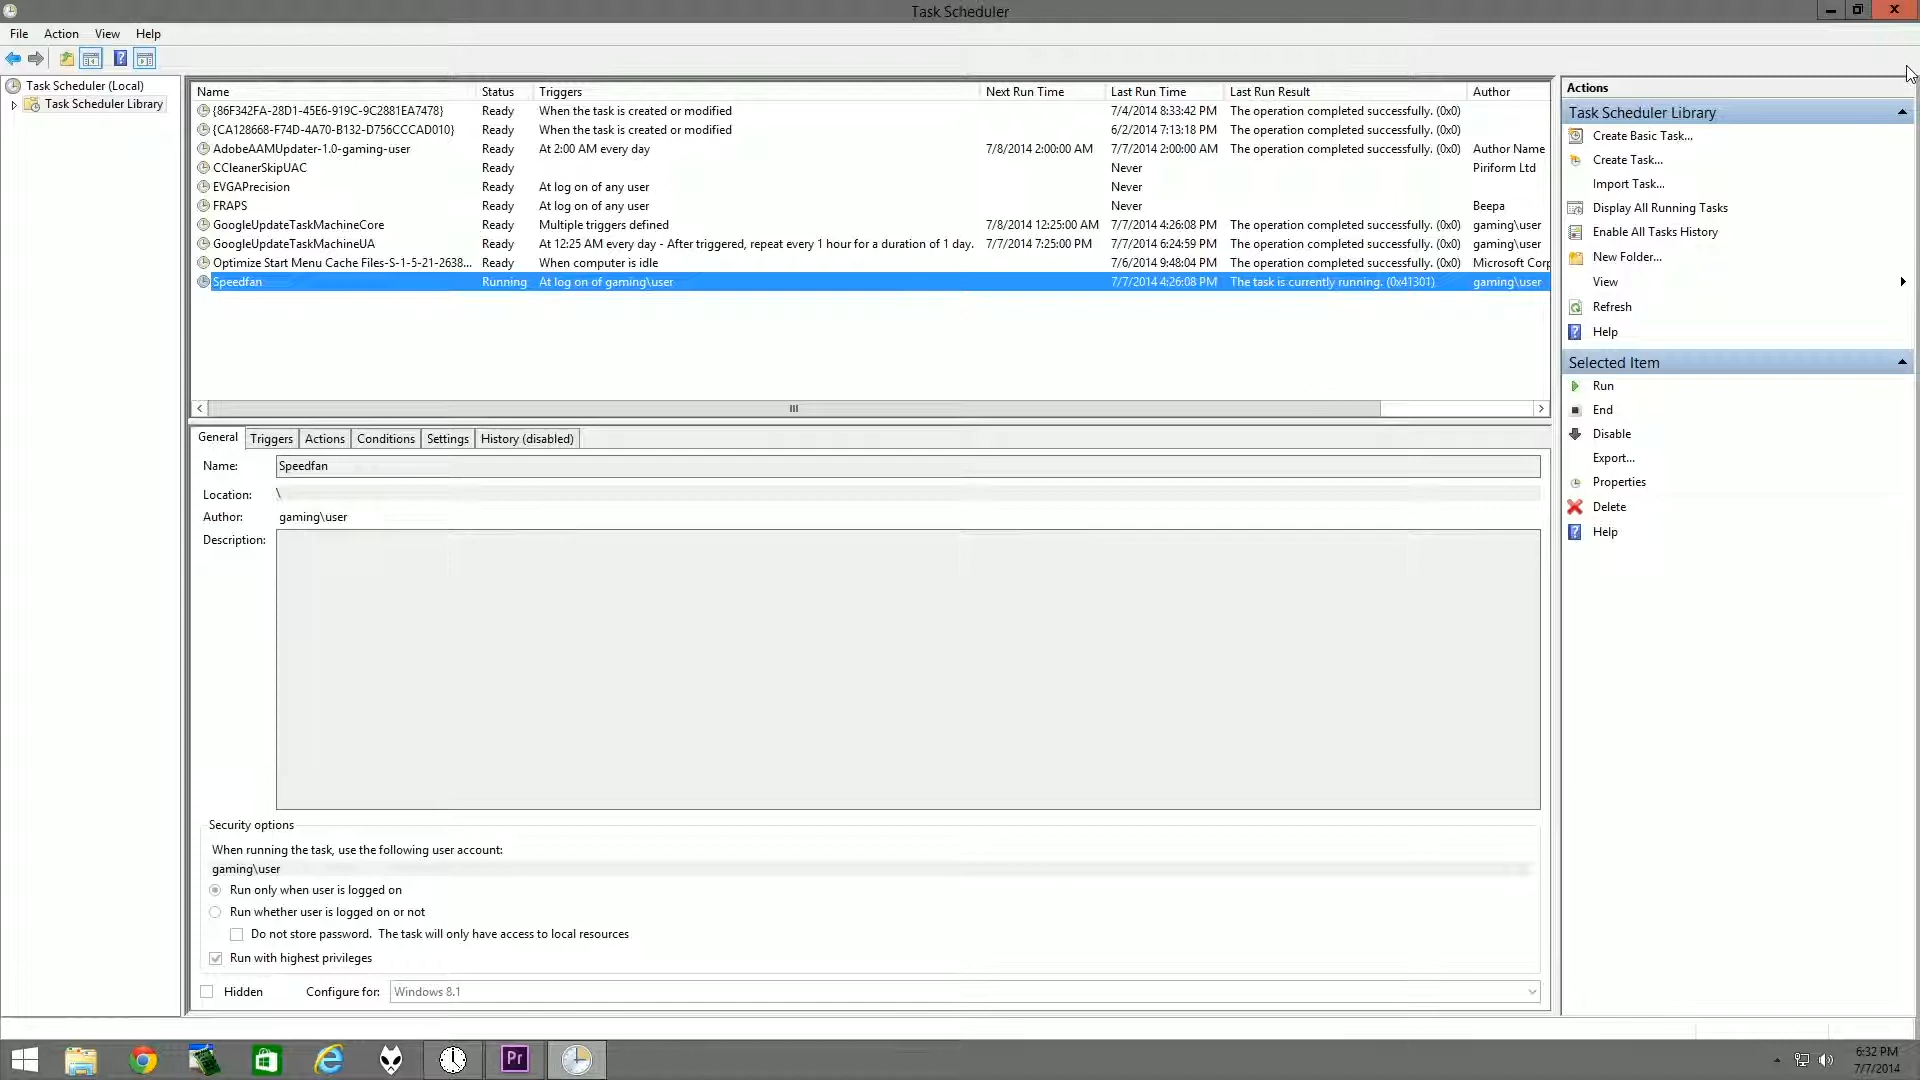 Task Scheduler
File Action View Help
Task Scheduler (Local)
Task Scheduler Library
Name Status Triggers Next Run Time Last Run Time Last Run Result Author
{86F342FA-28D1-45E6-919C-9C2881EA7478} Ready When the task is created or modified 7/4/2014 8:33:42 PM The operation completed successfully. (0x0)
{CA128668-F74D-4A70-B132-D756CCCAD010} Ready When the task is created or modified 6/2/2014 7:13:18 PM The operation completed successfully. (0x0)
AdobeAAMUpdater-1.0-gaming-user Ready At 2:00 AM every day 7/8/2014 2:00:00 AM 7/7/2014 2:00:00 AM The operation completed successfully. (0x0) Author Name
CCleanerSkipUAC Ready Never Piriform Ltd
EVGAPrecision Ready At log on of any user Never
FRAPS Ready At log on of any user Never Beepa
GoogleUpdateTaskMachineCore Ready Multiple triggers defined 7/8/2014 12:25:00 AM 7/7/2014 4:26:08 PM The operation completed successfully. (0x0) gaming\user
GoogleUpdateTaskMachineUA Ready At 12:25 AM every day - After triggered, repeat every 1 hour for a duration of 1 day. 7/7/2014 7:25:00 PM 7/7/2014 6:24:59 PM The operation completed successfully. (0x0) gaming\user
Optimize Start Menu Cache Files-S-1-5-21-2638... Ready When computer is idle 7/6/2014 9:48:04 PM The operation completed successfully. (0x0) Microsoft Corp
Speedfan Running At log on of gaming\user 7/7/2014 4:26:08 PM The task is currently running. (0x41301) gaming\user
General Triggers Actions Conditions Settings History (disabled)
Name: Speedfan
Location: \
Author: gaming\user
Description:
Security options
When running the task, use the following user account:
gaming\user
Run only when user is logged on
Run whether user is logged on or not
Do not store password. The task will only have access to local resources
Run with highest privileges
Hidden Configure for: Windows 8.1
Actions
Task Scheduler Library
Create Basic Task...
Create Task...
Import Task...
Display All Running Tasks
Enable All Tasks History
New Folder...
View
Refresh
Help
Selected Item
Run
End
Disable
Export...
Properties
Delete
Help
Pr
6:32 PM
7/7/2014